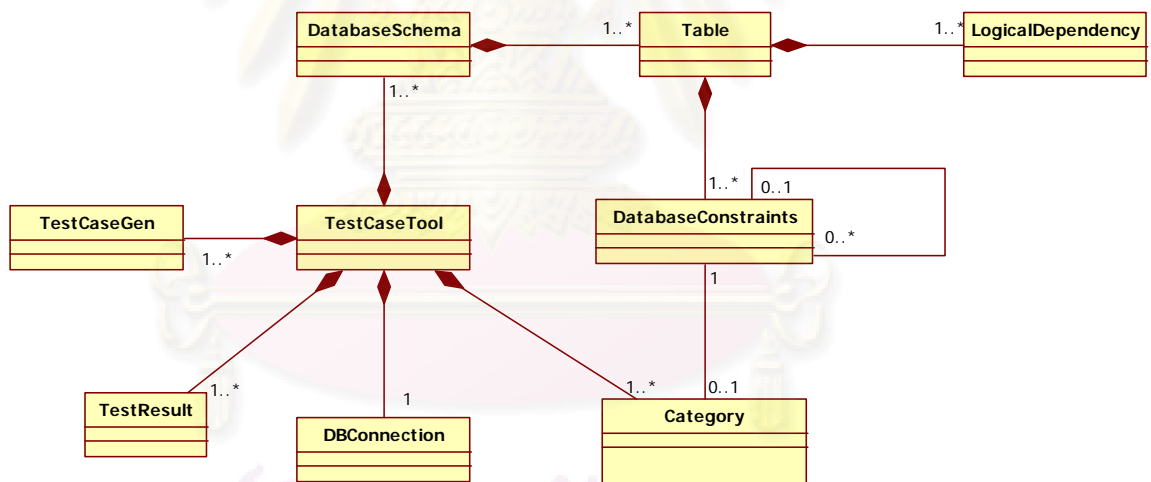 DatabaseSchema 1..* Table 1..* LogicalDependency
1..*
1..* 0..1
TestCaseGen TestCaseTool DatabaseConstraints
0..*
1..*
1
1..* 1..* 0..1
1
TestResult DBConnection Category